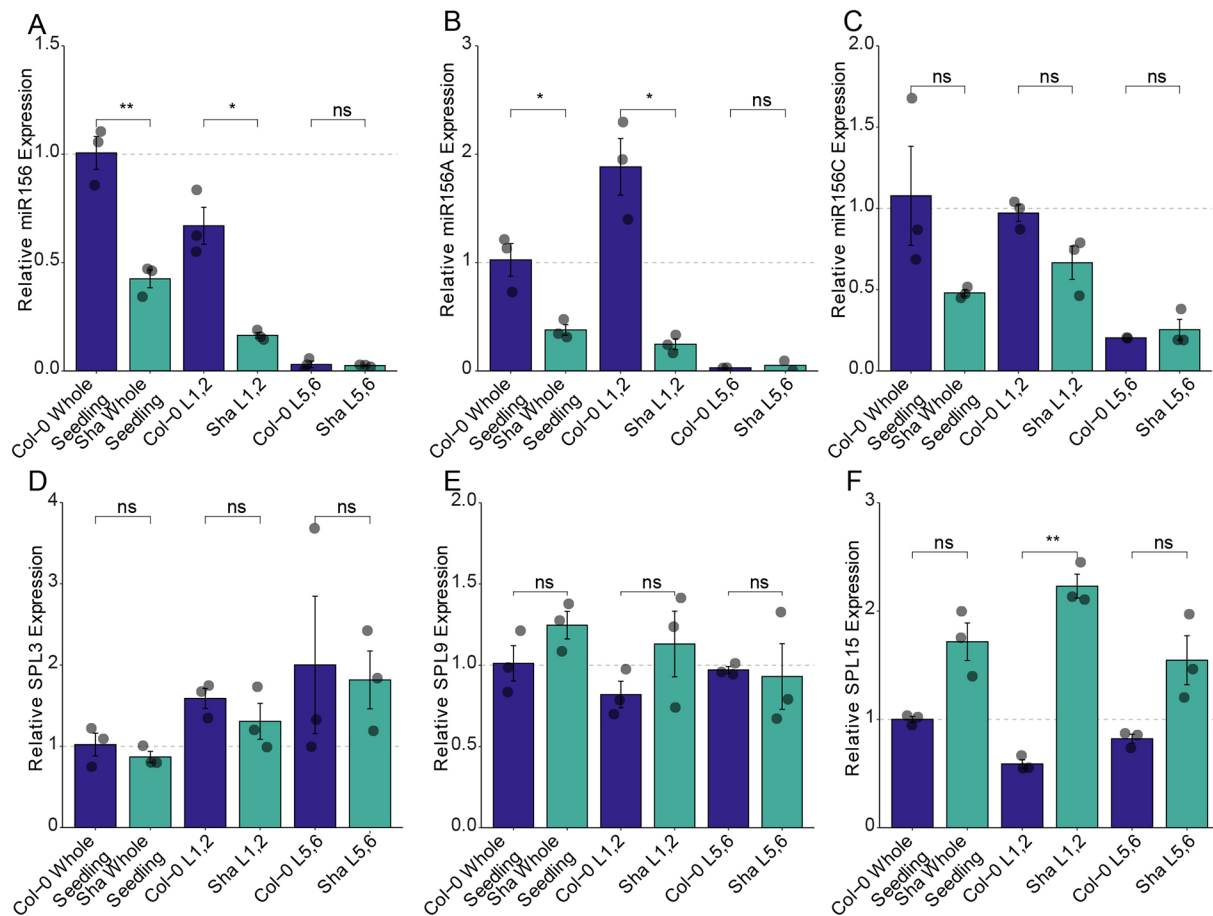 A
Relative miR156 Expression
1.5
1.0
0.5
0.0
**
*
ns
Col–0 Whole
Seedling
Sha Whole
Seedling
Col–0 L1,2
Sha L1,2
Col–0 L5,6
Sha L5,6
B
Relative miR156A Expression
3
2
1
0
*
*
ns
Col–0 Whole
Seedling
Sha Whole
Seedling
Col–0 L1,2
Sha L1,2
Col–0 L5,6
Sha L5,6
C
Relative miR156C Expression
2.0
1.5
1.0
0.5
0.0
ns
ns
ns
Col–0 Whole
Seedling
Sha Whole
Seedling
Col–0 L1,2
Sha L1,2
Col–0 L5,6
Sha L5,6
D
Relative SPL3 Expression
4
3
2
1
0
ns
ns
ns
Col–0 Whole
Seedling
Sha Whole
Seedling
Col–0 L1,2
Sha L1,2
Col–0 L5,6
Sha L5,6
E
Relative SPL9 Expression
2.0
1.5
1.0
0.5
0.0
ns
ns
ns
Col–0 Whole
Seedling
Sha Whole
Seedling
Col–0 L1,2
Sha L1,2
Col–0 L5,6
Sha L5,6
F
Relative SPL15 Expression
3
2
1
0
ns
**
ns
Col–0 Whole
Seedling
Sha Whole
Seedling
Col–0 L1,2
Sha L1,2
Col–0 L5,6
Sha L5,6